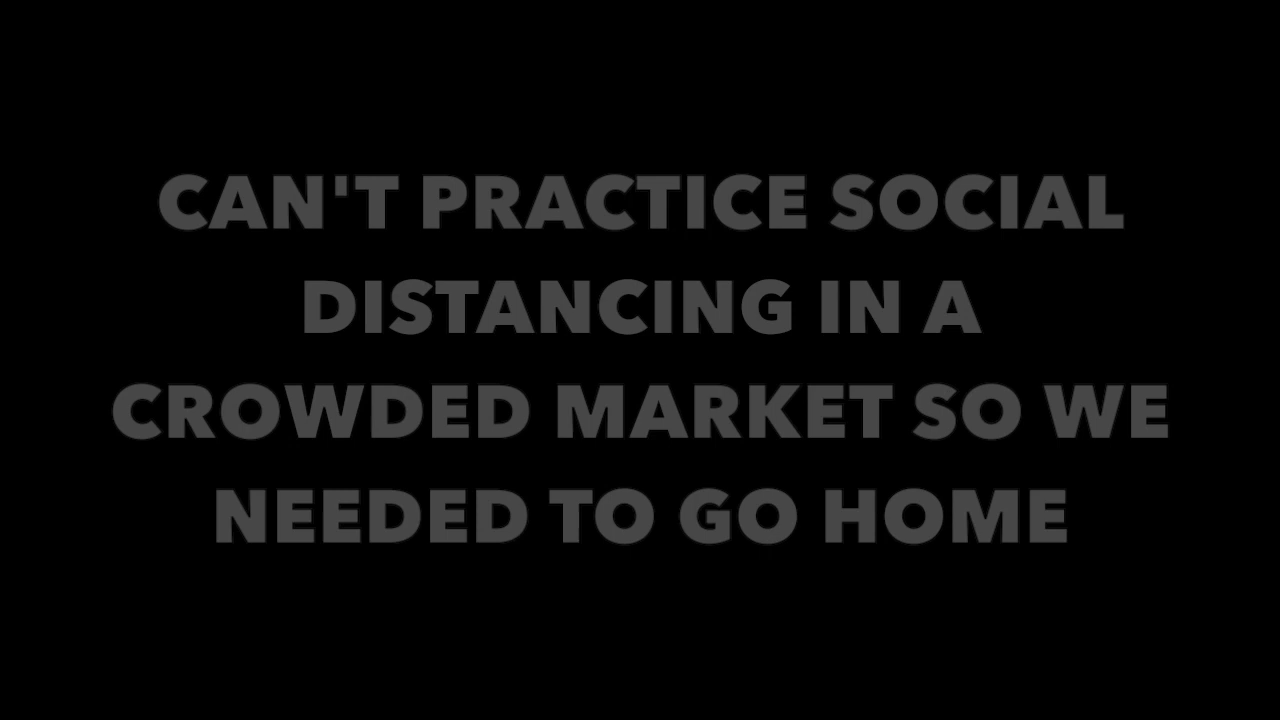 CAN'T PRACTICE SOCIAL
DISTANCING IN A
CROWDED MARKET SO WE
NEEDED TO GO HOME